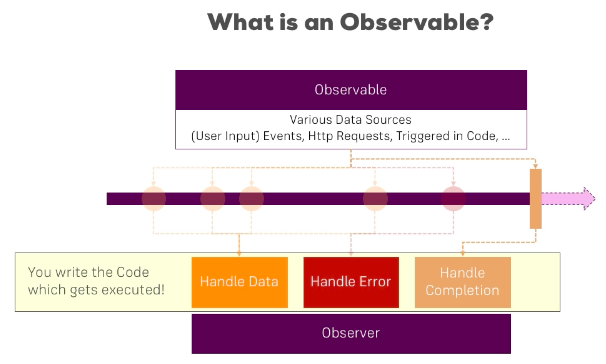 What is an Observable?
Observable
Various Data Sources
(User Input) Events, Http Requests, Triggered in Code, ...
You write the Code
which gets executed!
Handle Data
Handle Error
Handle
Completion
Observer